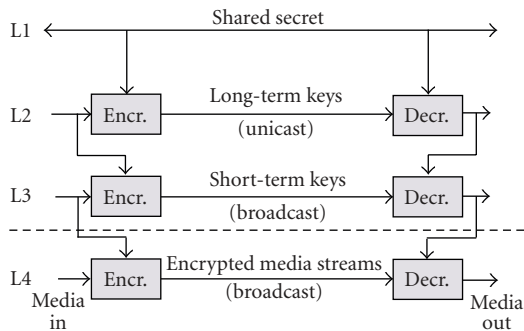 L1 Shared secret
L2 Encr. Long-term keys Decr.
(unicast)
L3 Encr. Short-term keys Decr.
(broadcast)
L4 Encr. Encrypted media streams Decr.
(broadcast)
Media in
Media out